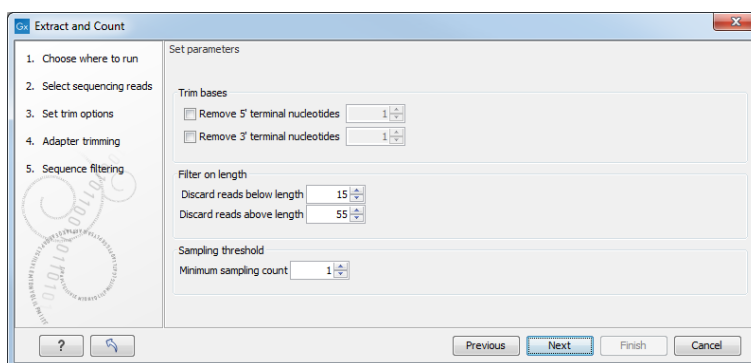 Gx Extract and Count
X
1. Choose where to run
2. Select sequencing reads
3. Set trim options
4. Adapter trimming
5. Sequence filtering
Set parameters
Trim bases
Remove 5' terminal nucleotides 1
Remove 3' terminal nucleotides 1
Filter on length
Discard reads below length 15
Discard reads above length 55
Sampling threshold
Minimum sampling count 1
? Previous Next Finish Cancel